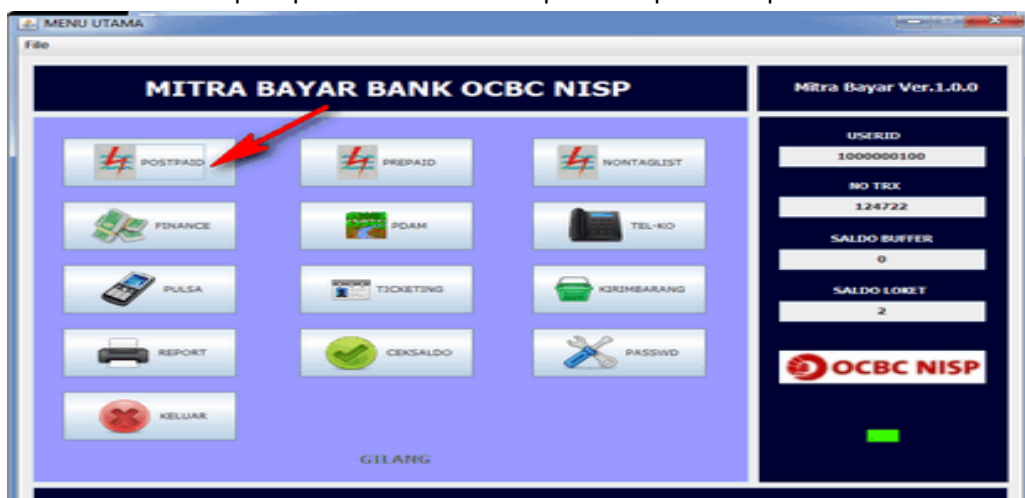 MENU UTAMA
File
MITRA BAYAR BANK OCBC NISP
Mitra Bayar Ver.1.0.0
POSTPAID
PREPAID
NONTAGLIST
FINANCE
PDAM
TEL-KO
PULSA
TICKETING
KIRIMBARANG
REPORT
CEKSALDO
PASSWD
KELUAR
GILANG
USERID
1000000100
NO TRX
124722
SALDO BUFFER
0
SALDO LOKET
2
OCBC NISP